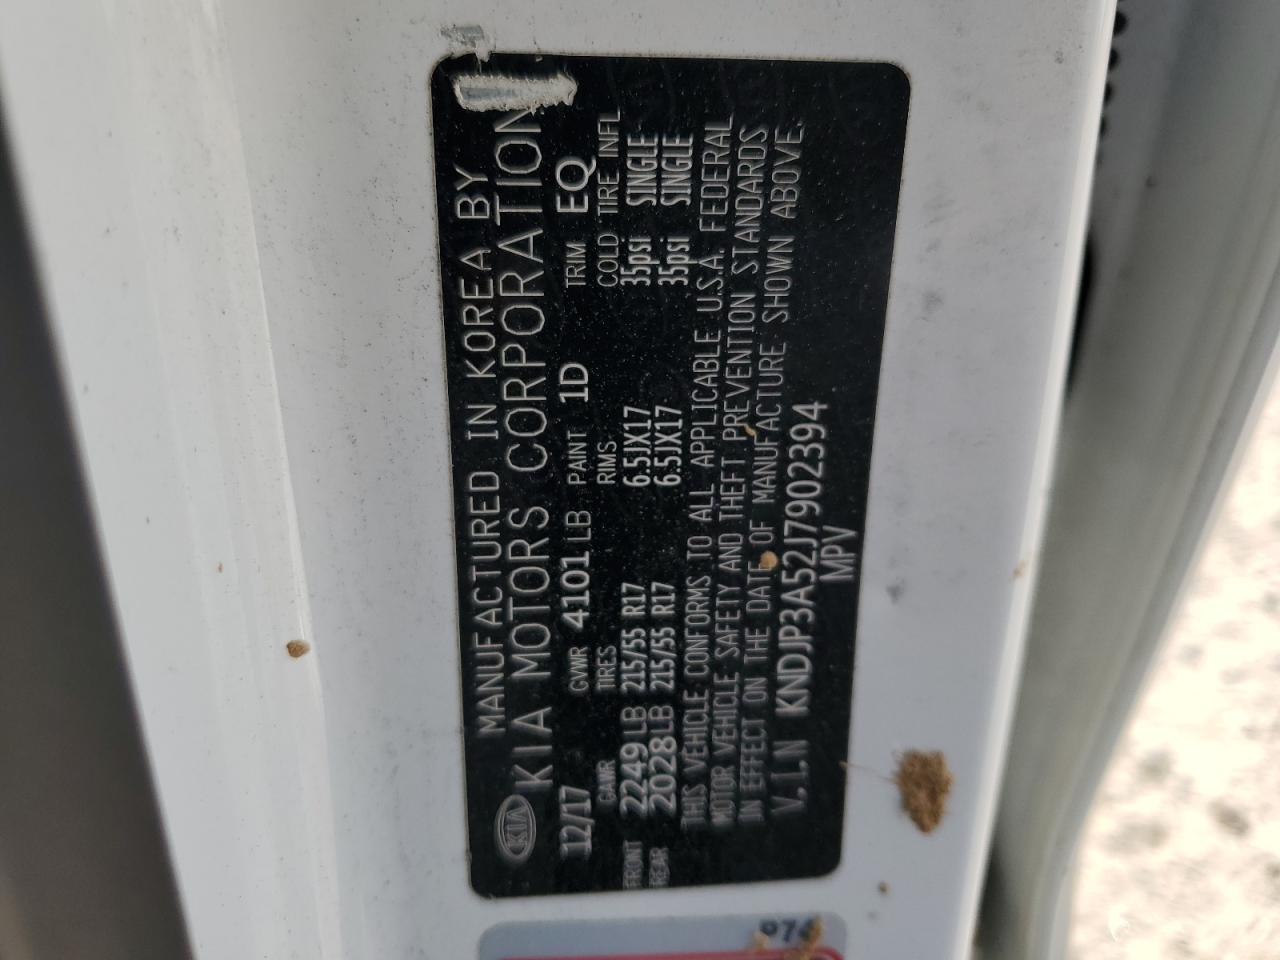 MANUFACTURED IN KOREA BY
KIA KIA MOTORS CORPORATION
12/17 GVWR 4101 LB PAINT 1D TRIM EQ
GAWR TIRES RIMS COLD TIRE INFL
FRONT 2249 LB 215/55 R17 6.5JX17 35psi SINGLE
REAR 2028 LB 215/55 R17 6.5JX17 35psi SINGLE
THIS VEHICLE CONFORMS TO ALL APPLICABLE U.S.A. FEDERAL
MOTOR VEHICLE SAFETY AND THEFT PREVENTION STANDARDS
IN EFFECT ON THE DATE OF MANUFACTURE SHOWN ABOVE.
V.I.N KNDJP3A52J7902394
MPV